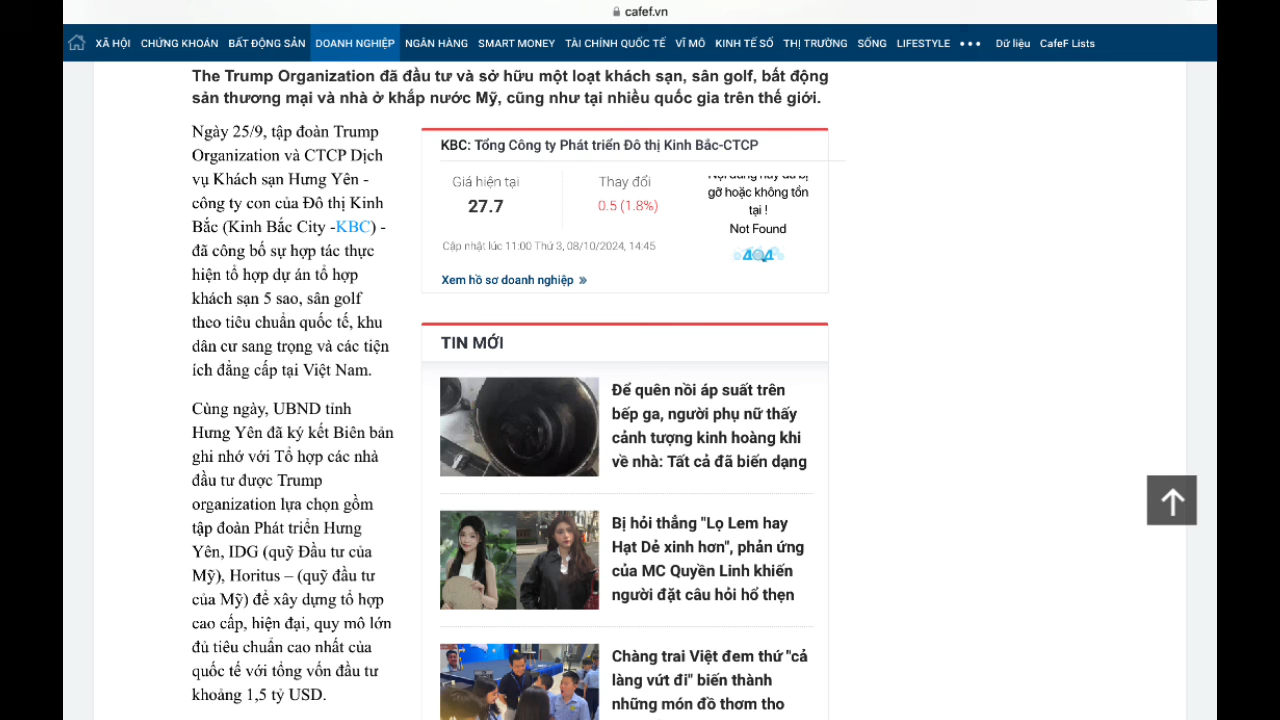 cafef.vn
XÃ HỘI CHỨNG KHOÁN BẤT ĐỘNG SẢN DOANH NGHIỆP NGÂN HÀNG SMART MONEY TÀI CHÍNH QUỐC TẾ VĨ MÔ KINH TẾ SỐ THỊ TRƯỜNG SỐNG LIFESTYLE ••• Dữ liệu CafeF Lists
The Trump Organization đã đầu tư và sở hữu một loạt khách sạn, sân golf, bất động
sản thương mại và nhà ở khắp nước Mỹ, cũng như tại nhiều quốc gia trên thế giới.
Ngày 25/9, tập đoàn Trump
Organization và CTCP Dịch
vụ Khách sạn Hưng Yên -
công ty con của Đô thị Kinh
Bắc (Kinh Bắc City -KBC) -
đã công bố sự hợp tác thực
hiện tổ hợp dự án tổ hợp
khách sạn 5 sao, sân golf
theo tiêu chuẩn quốc tế, khu
dân cư sang trọng và các tiện
ích đẳng cấp tại Việt Nam.
Cùng ngày, UBND tỉnh
Hưng Yên đã ký kết Biên bản
ghi nhớ với Tổ hợp các nhà
đầu tư được Trump
organization lựa chọn gồm
tập đoàn Phát triển Hưng
Yên, IDG (quỹ Đầu tư của
Mỹ), Horitus – (quỹ đầu tư
của Mỹ) để xây dựng tổ hợp
cao cấp, hiện đại, quy mô lớn
đủ tiêu chuẩn cao nhất của
quốc tế với tổng vốn đầu tư
khoảng 1,5 tỷ USD.
KBC: Tổng Công ty Phát triển Đô thị Kinh Bắc-CTCP
Giá hiện tại
27.7
Thay đổi
0.5 (1.8%)
Nội dung này đã bị
gỡ hoặc không tồn
tại !
Not Found
404
Cập nhật lúc 11:00 Thứ 3, 08/10/2024, 14:45
Xem hồ sơ doanh nghiệp »
TIN MỚI
Để quên nồi áp suất trên
bếp ga, người phụ nữ thấy
cảnh tượng kinh hoàng khi
về nhà: Tất cả đã biến dạng
Bị hỏi thẳng "Lọ Lem hay
Hạt Dẻ xinh hơn", phản ứng
của MC Quyền Linh khiến
người đặt câu hỏi hổ thẹn
Chàng trai Việt đem thứ "cả
làng vứt đi" biến thành
những món đồ thơm tho